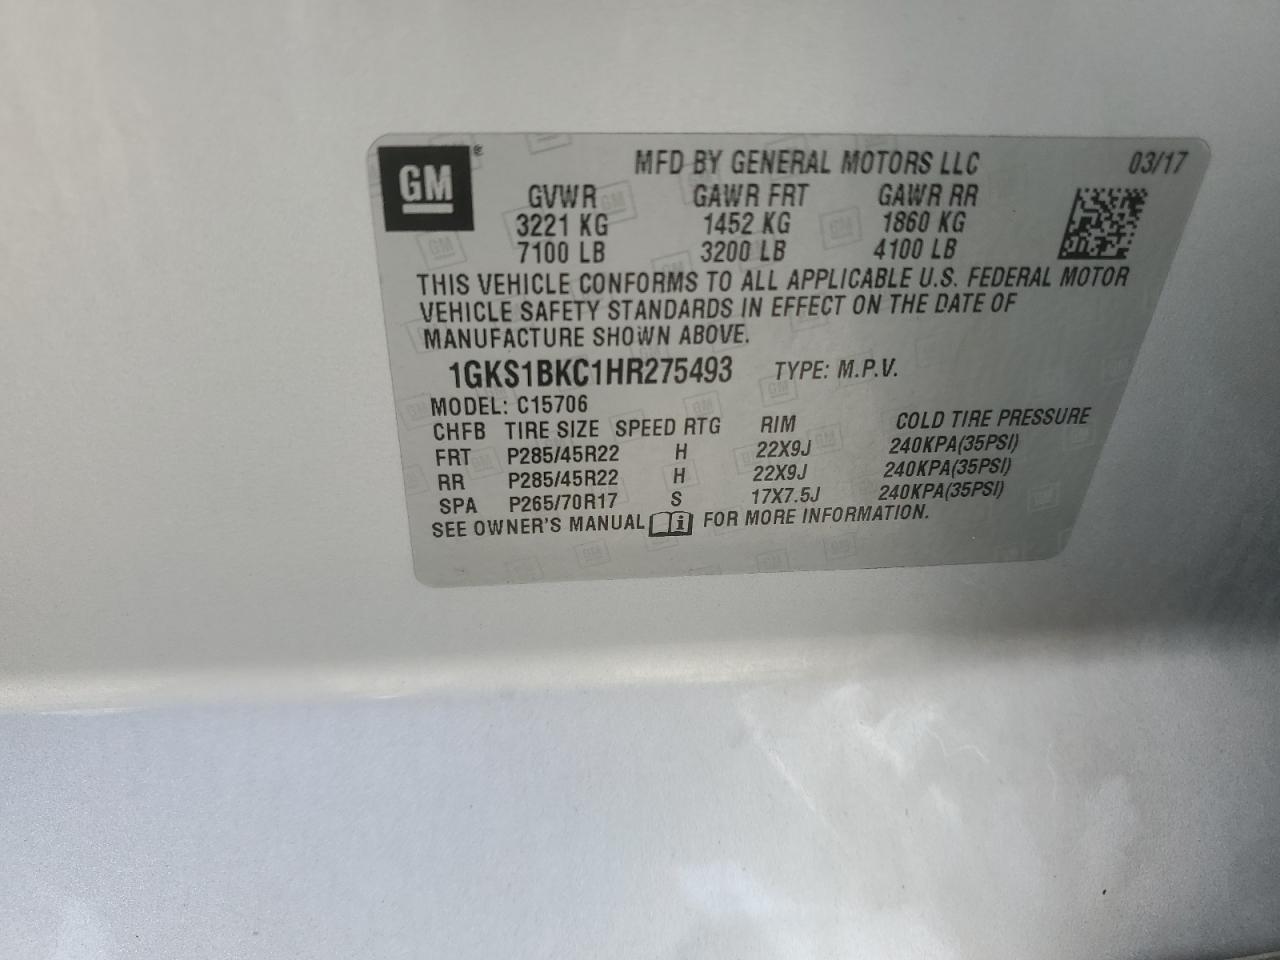 GM®
MFD BY GENERAL MOTORS LLC 03/17
GVWR GAWR FRT GAWR RR
3221 KG 1452 KG 1860 KG
7100 LB 3200 LB 4100 LB
THIS VEHICLE CONFORMS TO ALL APPLICABLE U.S. FEDERAL MOTOR
VEHICLE SAFETY STANDARDS IN EFFECT ON THE DATE OF
MANUFACTURE SHOWN ABOVE.
1GKS1BKC1HR275493 TYPE: M.P.V.
MODEL: C15706
CHFB TIRE SIZE SPEED RTG RIM COLD TIRE PRESSURE
FRT P285/45R22 H 22X9J 240KPA(35PSI)
RR P285/45R22 H 22X9J 240KPA(35PSI)
SPA P265/70R17 S 17X7.5J 240KPA(35PSI)
SEE OWNER'S MANUAL FOR MORE INFORMATION.